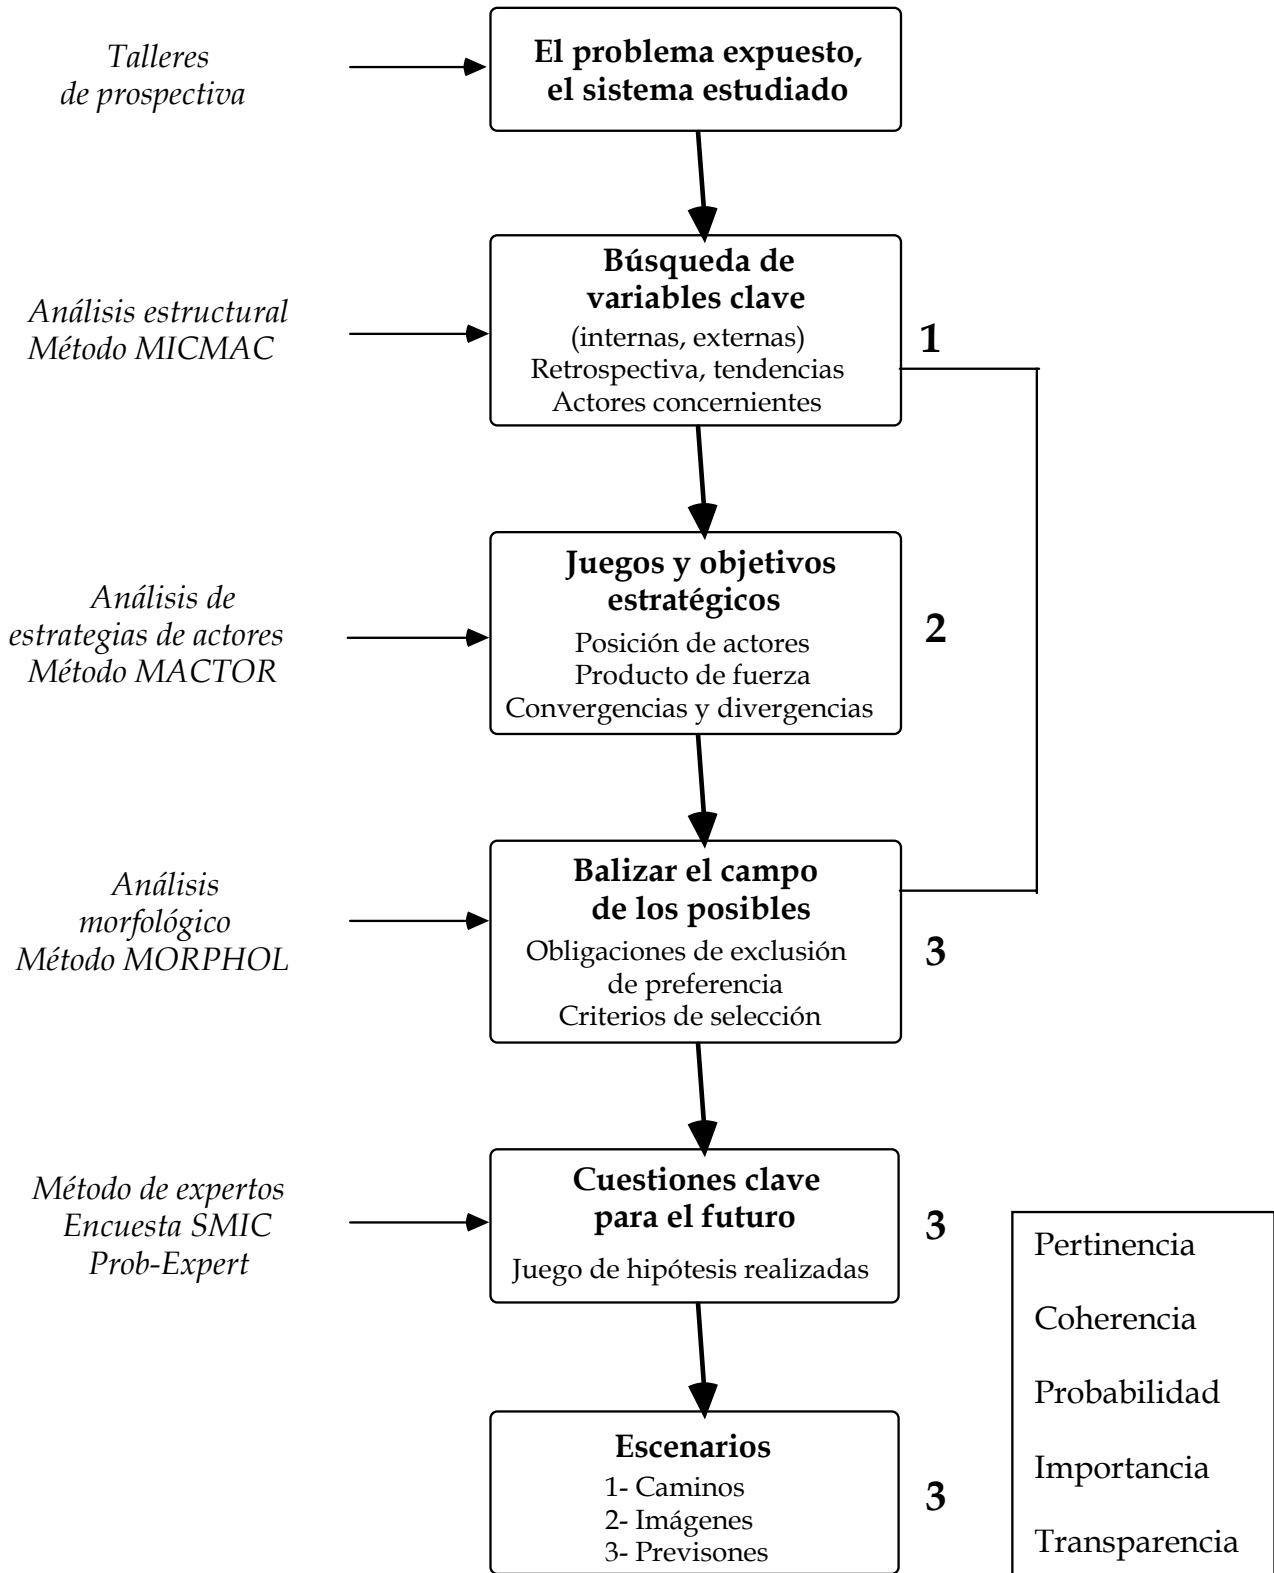 Talleres
de prospectiva
El problema expuesto,
el sistema estudiado
Análisis estructural
Método MICMAC
Búsqueda de
variables clave
(internas, externas)
Retrospectiva, tendencias
Actores concernientes
1
Análisis de
estrategias de actores
Método MACTOR
Juegos y objetivos
estratégicos
Posición de actores
Producto de fuerza
Convergencias y divergencias
2
Análisis
morfológico
Método MORPHOL
Balizar el campo
de los posibles
Obligaciones de exclusión
de preferencia
Criterios de selección
3
Método de expertos
Encuesta SMIC
Prob-Expert
Cuestiones clave
para el futuro
Juego de hipótesis realizadas
3
Escenarios
1- Caminos
2- Imágenes
3- Previsones
3
Pertinencia
Coherencia
Probabilidad
Importancia
Transparencia